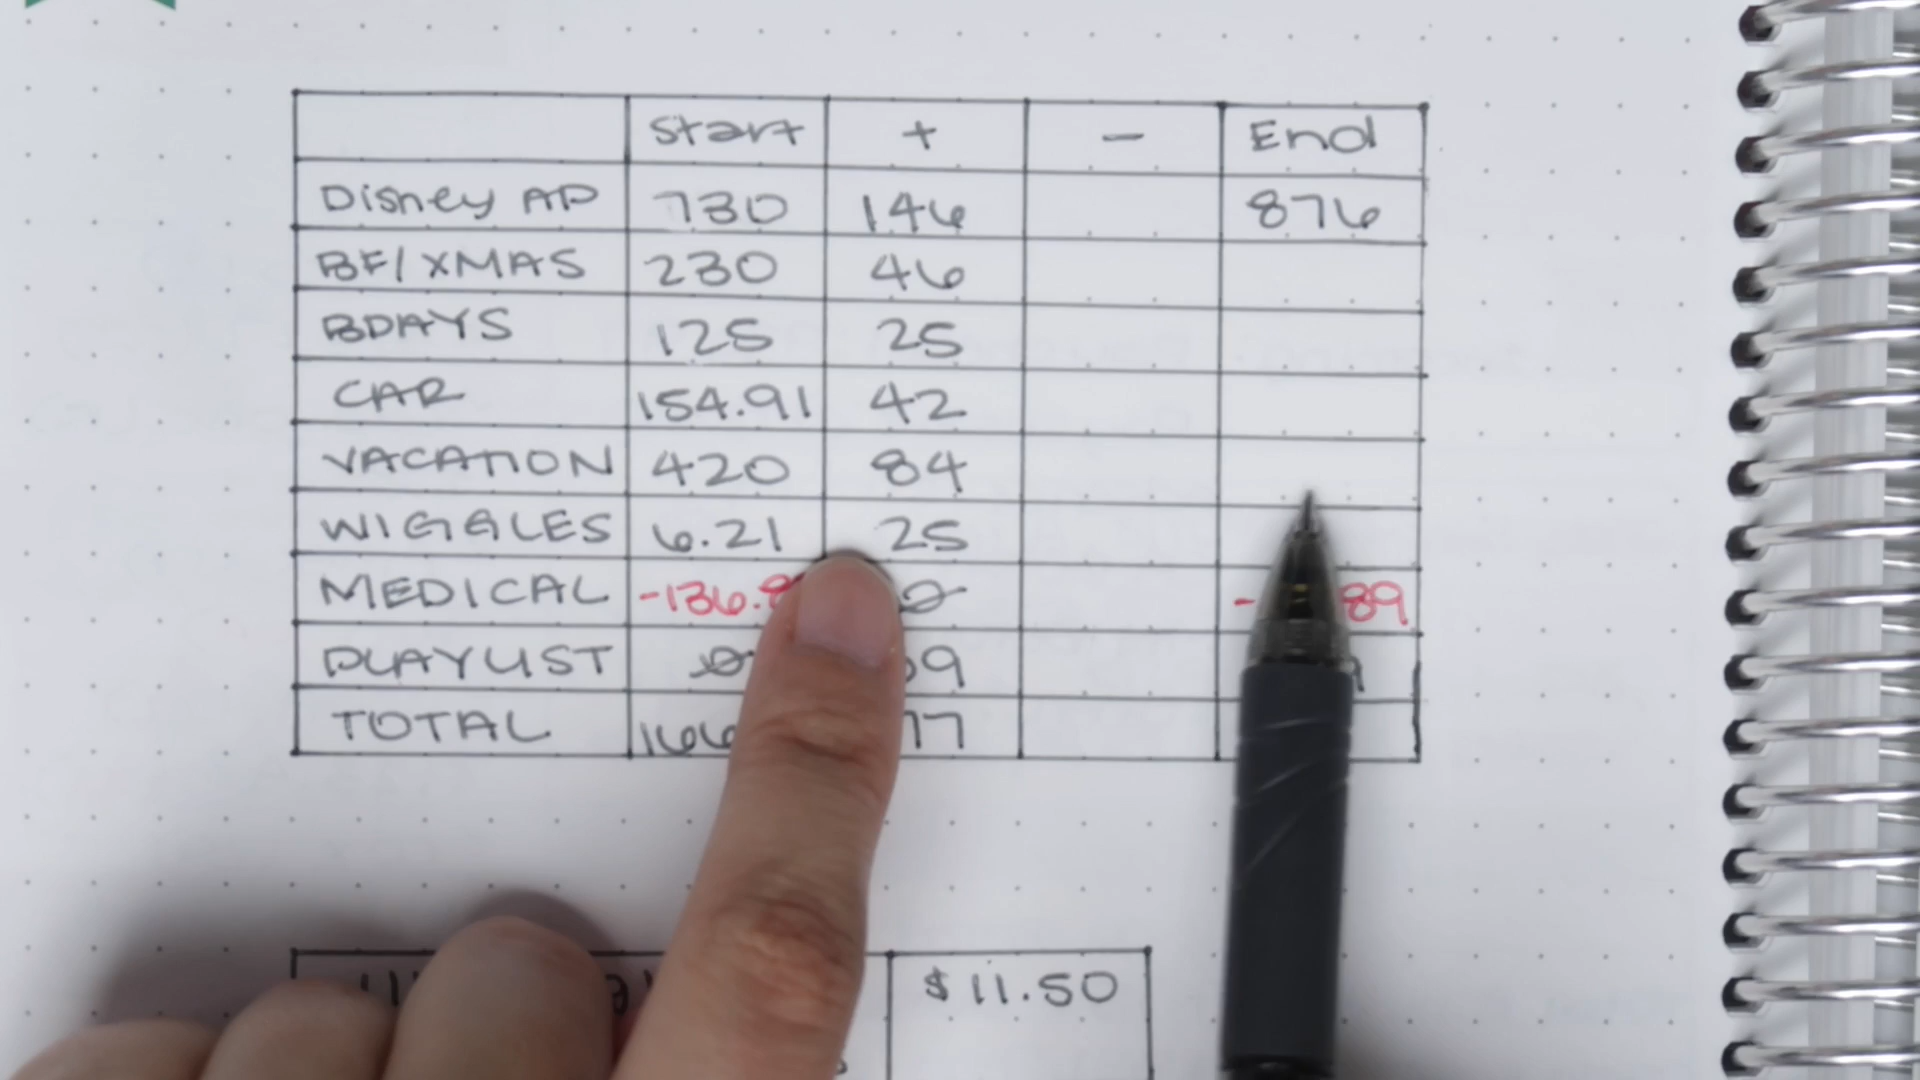 Start + - End
Disney AP 730 146 876
BF/XMAS 230 46
BDAYS 125 25
CAR 154.91 42
VACATION 420 84
WIGGLES 6.21 25
MEDICAL
PLAYLIST
TOTAL
$11.50